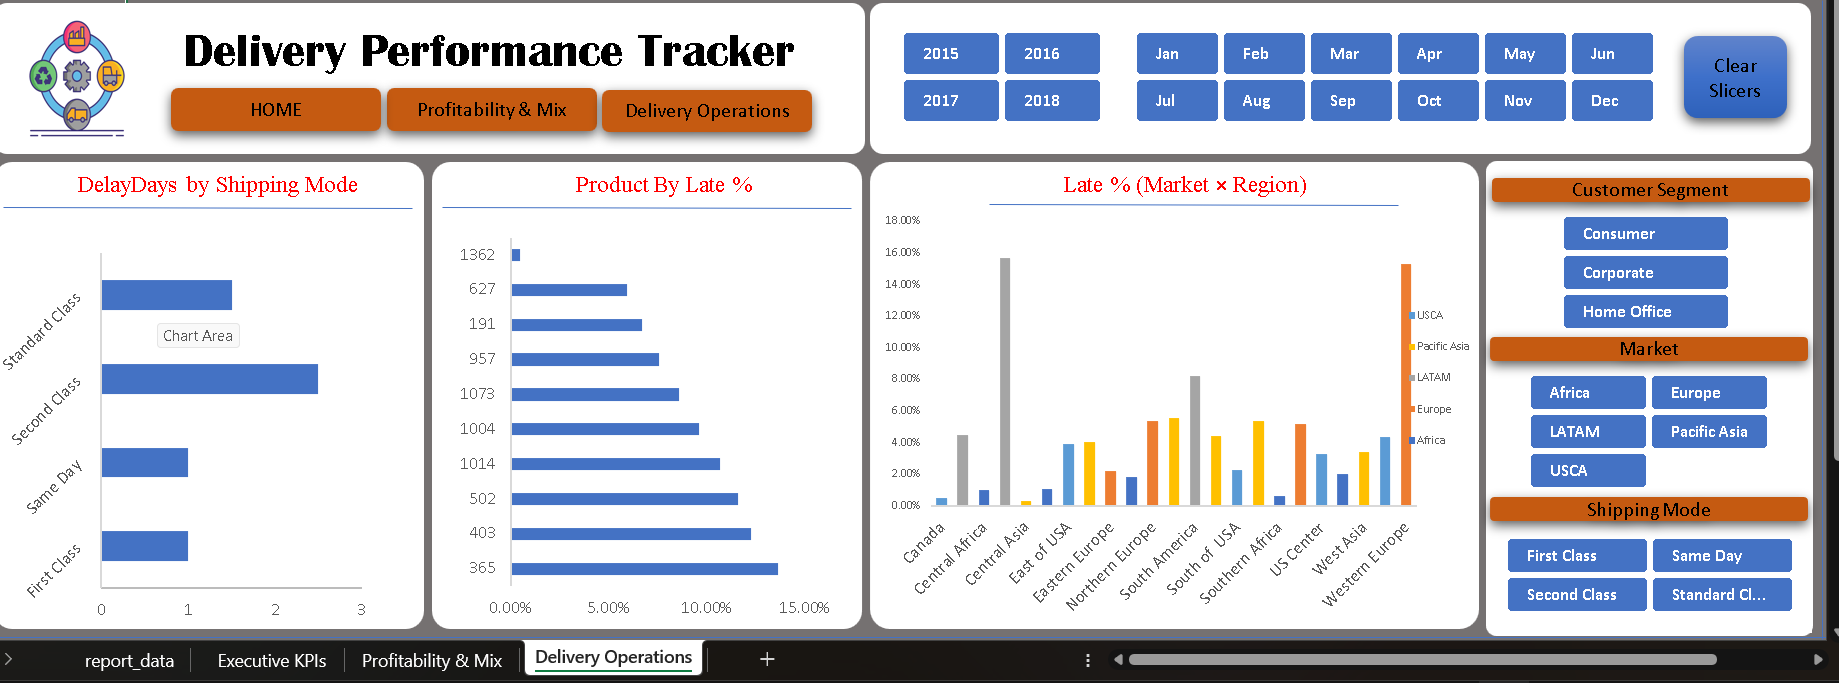 Delivery Performance Tracker
HOME
Profitability & Mix
Delivery Operations
2015
2016
2017
2018
Jan
Feb
Mar
Apr
May
Jun
Jul
Aug
Sep
Oct
Nov
Dec
Clear
Slicers
DelayDays by Shipping Mode
Standard Class
Chart Area
Second Class
Same Day
First Class
0
1
2
3
Product By Late %
1362
627
191
957
1073
1004
1014
502
403
365
0.00%
5.00%
10.00%
15.00%
Late % (Market × Region)
18.00%
16.00%
14.00%
12.00%
10.00%
8.00%
6.00%
4.00%
2.00%
0.00%
Canada
Central Africa
Central Asia
East of USA
Eastern Europe
Northern Europe
South America
South of USA
Southern Africa
US Center
West Asia
Western Europe
USCA
Pacific Asia
LATAM
Europe
Africa
Customer Segment
Consumer
Corporate
Home Office
Market
Africa
Europe
LATAM
Pacific Asia
USCA
Shipping Mode
First Class
Same Day
Second Class
Standard Cl...
report_data
Executive KPIs
Profitability & Mix
Delivery Operations